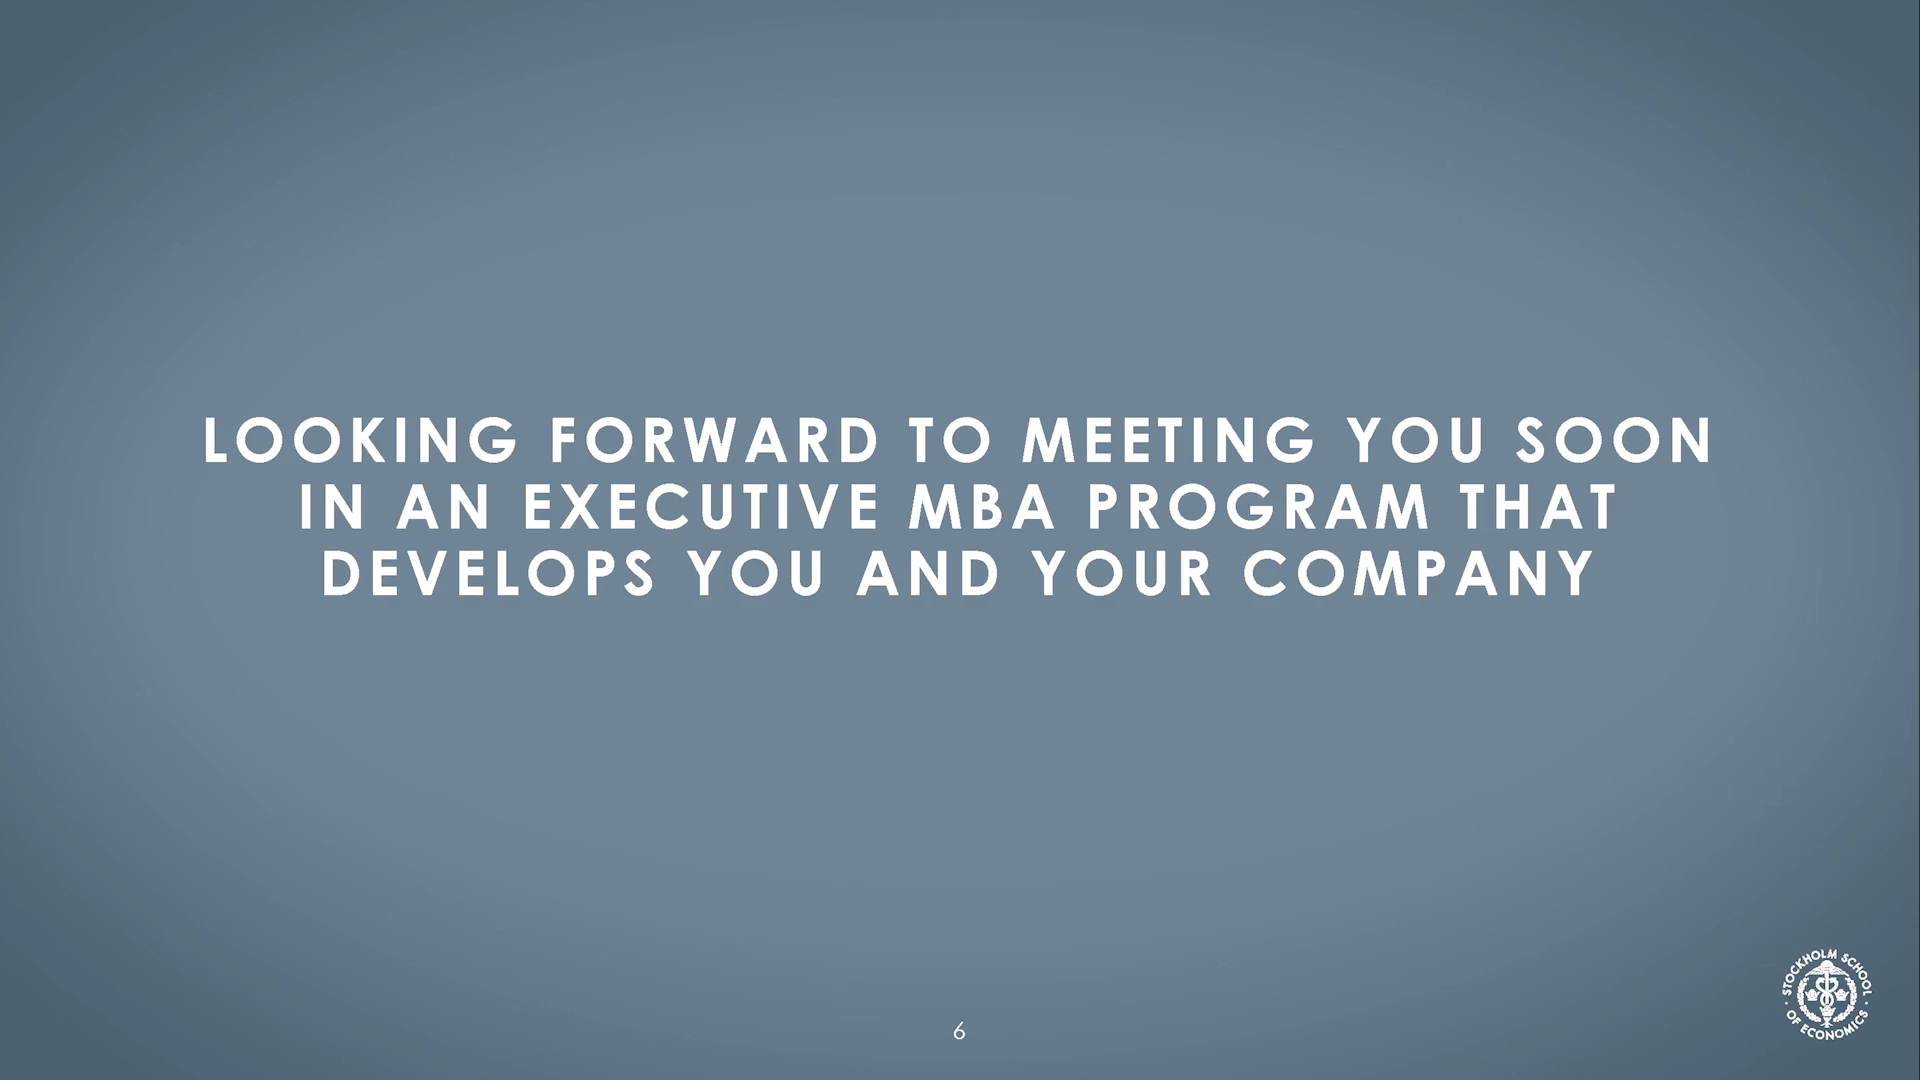 LOOKING FORWARD TO MEETING YOU SOON
IN AN EXECUTIVE MBA PROGRAM THAT
DEVELOPS YOU AND YOUR COMPANY
6
STOCKHOLM SCHOOL
OF ECONOMICS